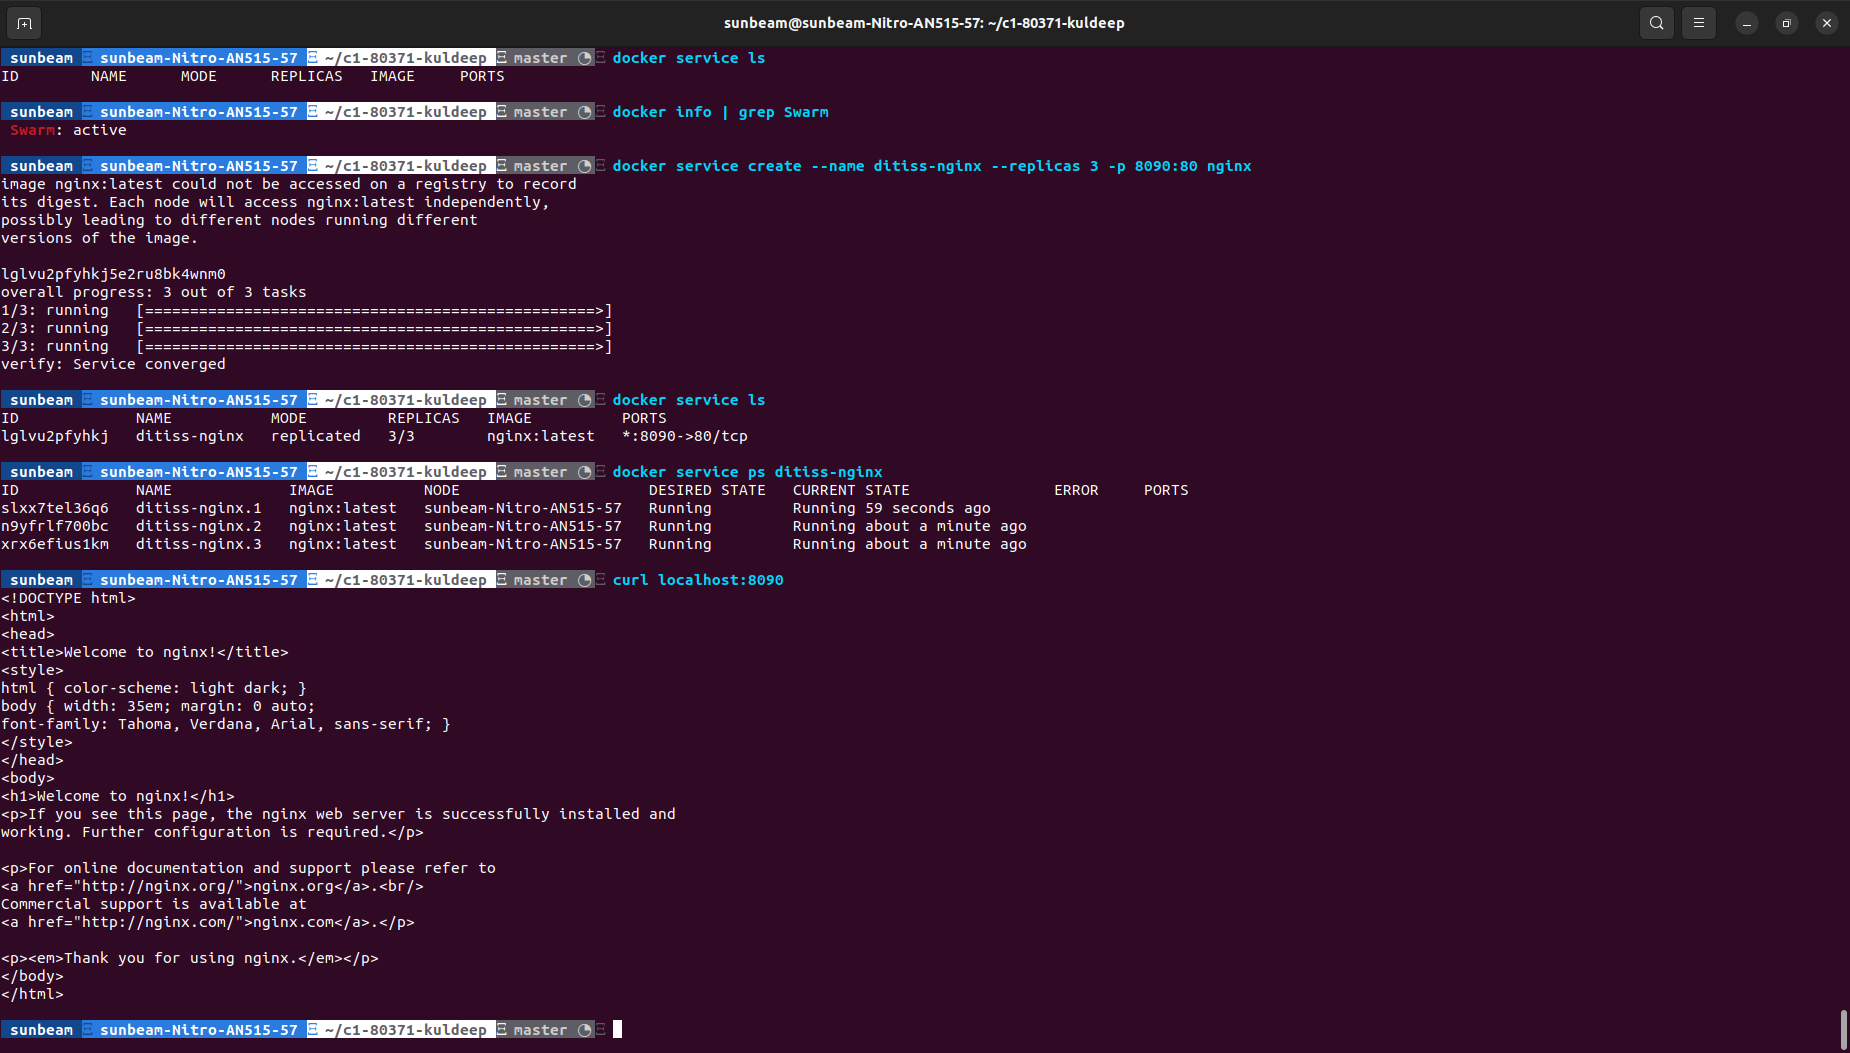 sunbeam@sunbeam-Nitro-AN515-57: ~/c1-80371-kuldeep
sunbeam sunbeam-Nitro-AN515-57 ~/c1-80371-kuldeep master docker service ls
ID        NAME      MODE      REPLICAS   IMAGE     PORTS
sunbeam sunbeam-Nitro-AN515-57 ~/c1-80371-kuldeep master docker info | grep Swarm
Swarm: active
sunbeam sunbeam-Nitro-AN515-57 ~/c1-80371-kuldeep master docker service create --name ditiss-nginx --replicas 3 -p 8090:80 nginx
image nginx:latest could not be accessed on a registry to record
its digest. Each node will access nginx:latest independently,
possibly leading to different nodes running different
versions of the image.
lglvu2pfyhkj5e2ru8bk4wnm0
overall progress: 3 out of 3 tasks
1/3: running   [==================================================>]
2/3: running   [==================================================>]
3/3: running   [==================================================>]
verify: Service converged
sunbeam sunbeam-Nitro-AN515-57 ~/c1-80371-kuldeep master docker service ls
ID             NAME           MODE         REPLICAS   IMAGE          PORTS
lglvu2pfyhkj   ditiss-nginx   replicated   3/3        nginx:latest   *:8090->80/tcp
sunbeam sunbeam-Nitro-AN515-57 ~/c1-80371-kuldeep master docker service ps ditiss-nginx
ID             NAME             IMAGE          NODE                     DESIRED STATE   CURRENT STATE                ERROR     PORTS
slxx7tel36q6   ditiss-nginx.1   nginx:latest   sunbeam-Nitro-AN515-57   Running         Running 59 seconds ago
n9yfrlf700bc   ditiss-nginx.2   nginx:latest   sunbeam-Nitro-AN515-57   Running         Running about a minute ago
xrx6efius1km   ditiss-nginx.3   nginx:latest   sunbeam-Nitro-AN515-57   Running         Running about a minute ago
sunbeam sunbeam-Nitro-AN515-57 ~/c1-80371-kuldeep master curl localhost:8090
<!DOCTYPE html>
<html>
<head>
<title>Welcome to nginx!</title>
<style>
html { color-scheme: light dark; }
body { width: 35em; margin: 0 auto;
font-family: Tahoma, Verdana, Arial, sans-serif; }
</style>
</head>
<body>
<h1>Welcome to nginx!</h1>
<p>If you see this page, the nginx web server is successfully installed and
working. Further configuration is required.</p>
<p>For online documentation and support please refer to
<a href="http://nginx.org/">nginx.org</a>.<br/>
Commercial support is available at
<a href="http://nginx.com/">nginx.com</a>.</p>
<p><em>Thank you for using nginx.</em></p>
</body>
</html>
sunbeam sunbeam-Nitro-AN515-57 ~/c1-80371-kuldeep master